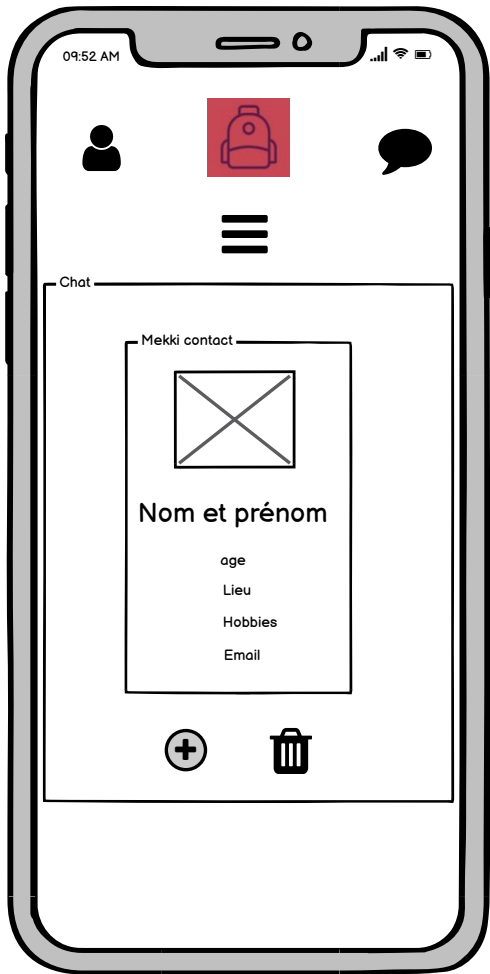 09:52 AM
Chat
Mekki contact
Nom et prénom
age
Lieu
Hobbies
Email